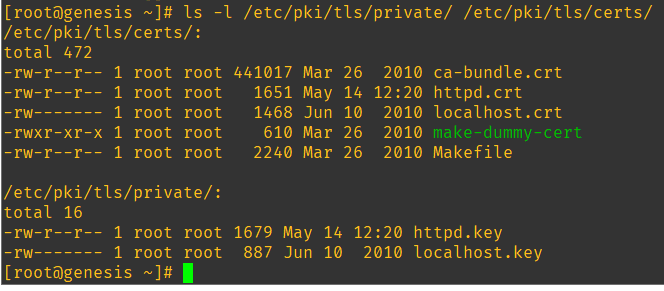 [root@genesis ~]# ls -l /etc/pki/tls/private/ /etc/pki/tls/certs/
/etc/pki/tls/certs/:
total 472
-rw-r--r-- 1 root root 441017 Mar 26  2010 ca-bundle.crt
-rw-r--r-- 1 root root   1651 May 14 12:20 httpd.crt
-rw------- 1 root root   1468 Jun 10  2010 localhost.crt
-rwxr-xr-x 1 root root    610 Mar 26  2010 make-dummy-cert
-rw-r--r-- 1 root root   2240 Mar 26  2010 Makefile

/etc/pki/tls/private/:
total 16
-rw-r--r-- 1 root root 1679 May 14 12:20 httpd.key
-rw------- 1 root root  887 Jun 10  2010 localhost.key
[root@genesis ~]#